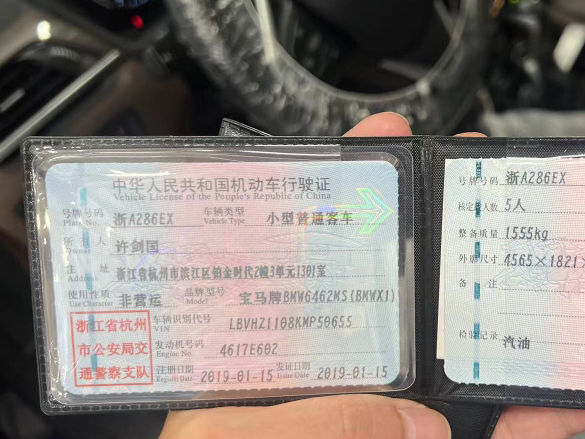 中华人民共和国机动车行驶证
Vehicle License of the People's Republic of China
号牌号码 浙A286EX 车辆类型 小型普通客车
Plate No. Vehicle Type
所有人 许剑国
住址 浙江省杭州市滨江区铂金时代2幢3单元1301室
Address
使用性质 非营运 品牌型号 宝马牌BMW6462MS(BMWX1)
Use Character Model
浙江省杭州市公安局交通警察支队
车辆识别代号 LBVHZ1108KMP50655
VIN
发动机号码 4617E602
Engine No.
注册日期 2019-01-15 发证日期 2019-01-15
Register Date Issue Date
号牌号码 浙A286EX
核定载人数 5人
整备质量 1555kg
外廓尺寸 4565×1821×
备注
检验记录 汽油